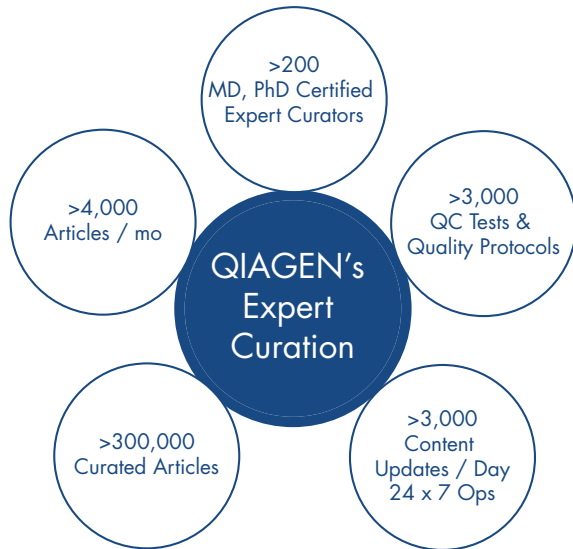 >200
MD, PhD Certified
Expert Curators
>4,000
Articles / mo
>3,000
QC Tests &
Quality Protocols
QIAGEN's
Expert
Curation
>300,000
Curated Articles
>3,000
Content
Updates / Day
24 x 7 Ops